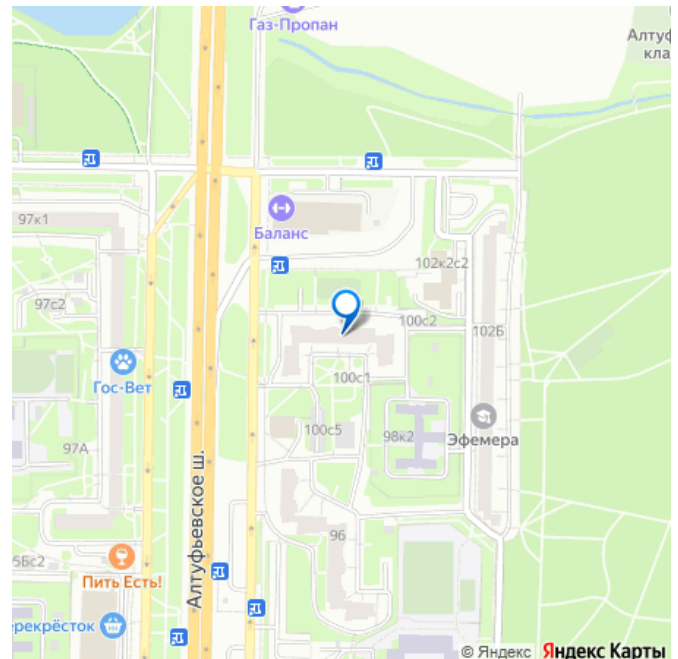 Газ-Пропан
Алтуф
кла
97к1
Баланс
102к2с2
97с2
100с2
102Б
Гос-Вет
100с1
100с5
98к2
Эфемера
97А
Алтуфьевское ш.
96
5Бс2
Пить Есть!
ерекрёсток
© Яндекс Яндекс Карты